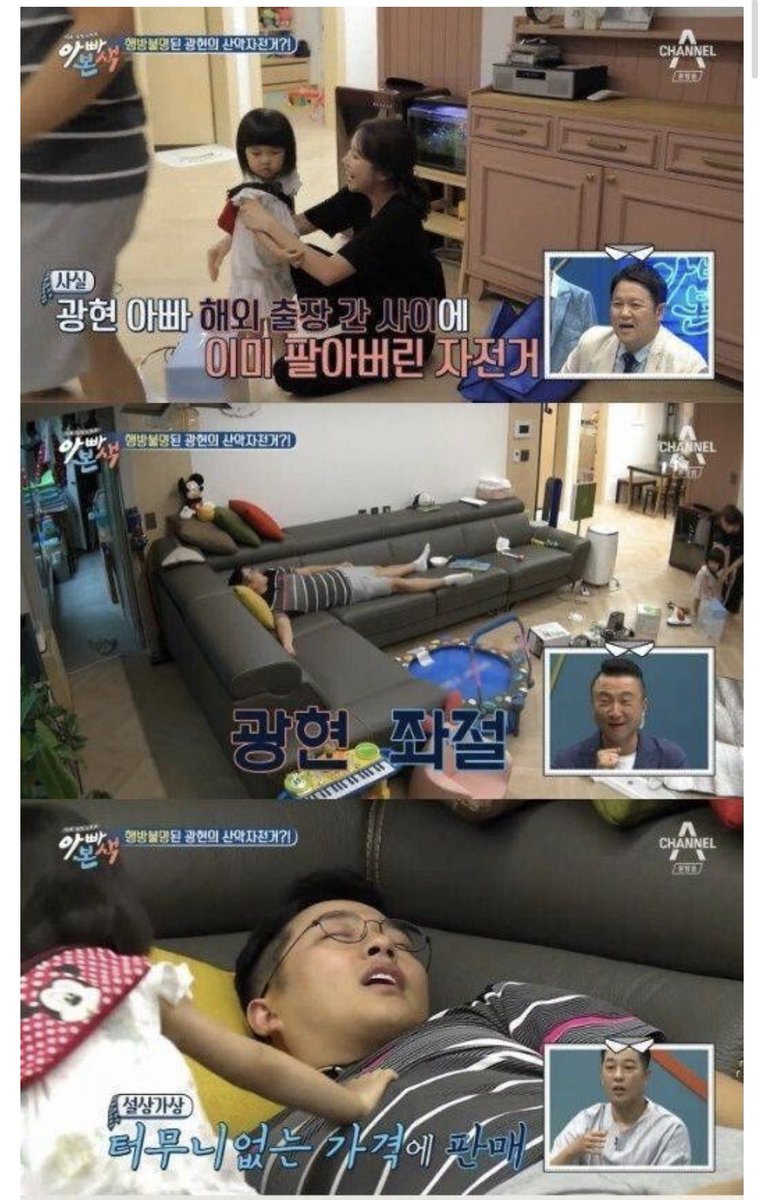 아빠본색
행방불명된 광현의 산악자전거?!
CHANNEL A
사실
광현 아빠 해외 출장 간 사이에
이미 팔아버린 자전거
아빠본색
행방불명된 광현의 산악자전거?!
CHANNEL A
광현 좌절
아빠본색
행방불명된 광현의 산악자전거?!
CHANNEL A
설상가상
터무니없는 가격에 판매